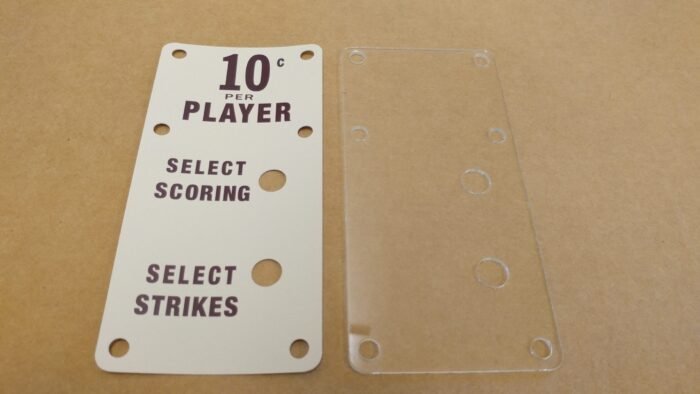 10 c
PER
PLAYER
SELECT
SCORING
SELECT
STRIKES